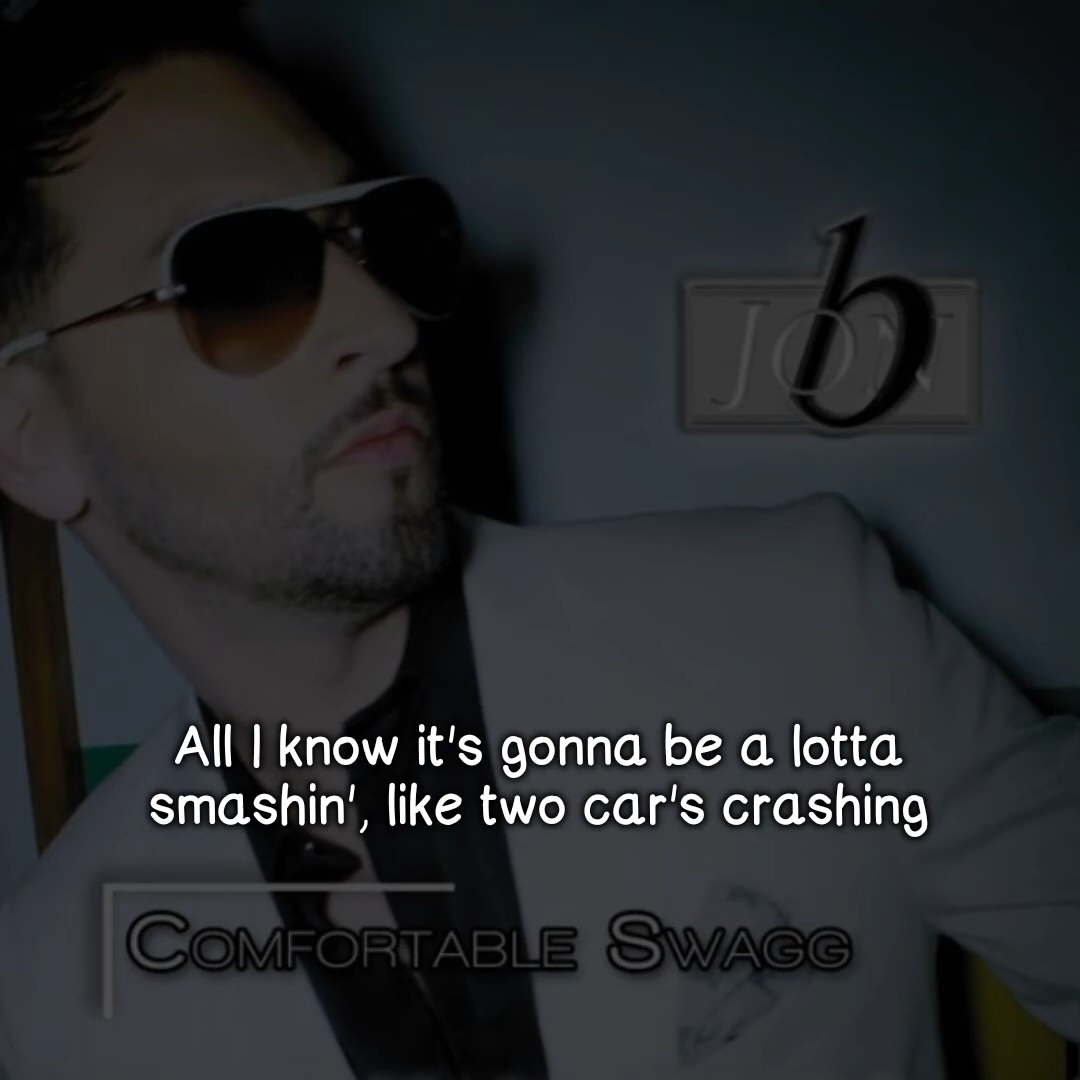 JON
b
All I know it's gonna be a lotta
smashin', like two car's crashing
COMFORTABLE SWAGG